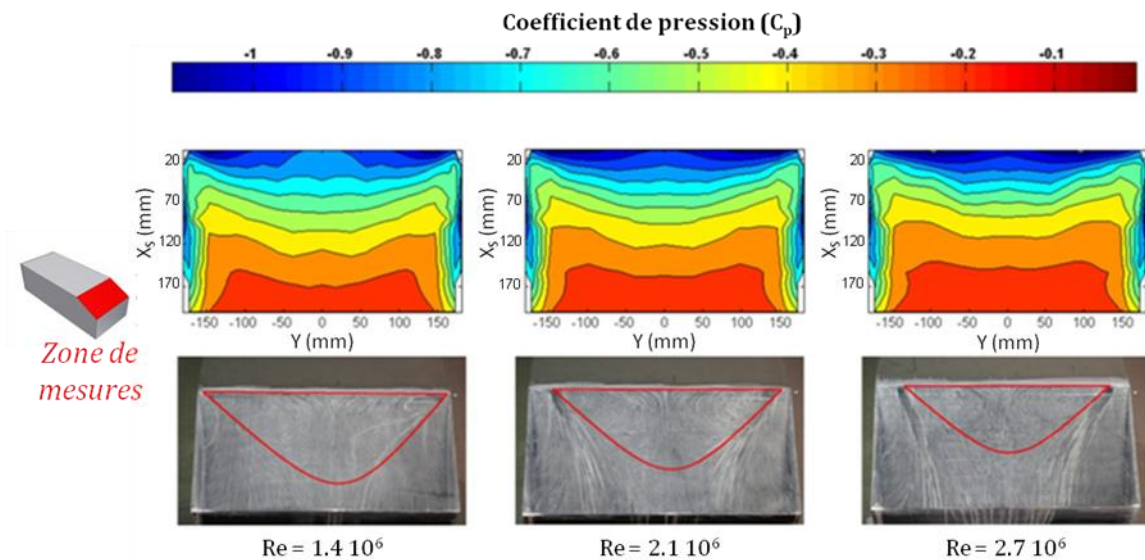 Coefficient de pression (Cp)
-1 -0.9 -0.8 -0.7 -0.6 -0.5 -0.4 -0.3 -0.2 -0.1
Xs (mm)
20
70
120
170
-150 -100 -50 0 50 100 150
Y (mm)
Xs (mm)
20
70
120
170
-150 -100 -50 0 50 100 150
Y (mm)
Xs (mm)
20
70
120
170
-150 -100 -50 0 50 100 150
Y (mm)
Zone de
mesures
Re = 1.4 10⁶
Re = 2.1 10⁶
Re = 2.7 10⁶